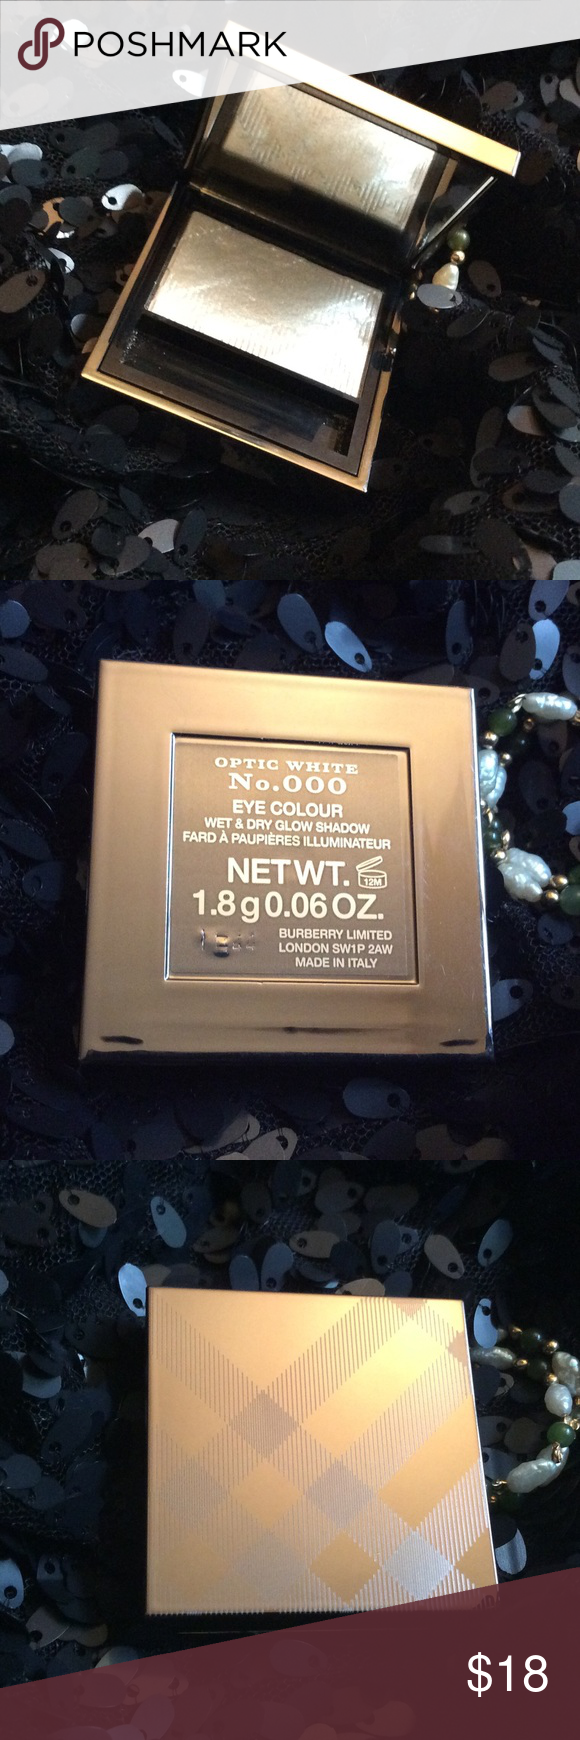 POSHMARK
OPTIC WHITE
No.000
EYE COLOUR
WET & DRY GLOW SHADOW
FARD À PAUPIÈRES ILLUMINATEUR
NET WT.
12M
1.8 g 0.06 OZ.
BURBERRY LIMITED
LONDON SW1P 2AW
MADE IN ITALY
$18